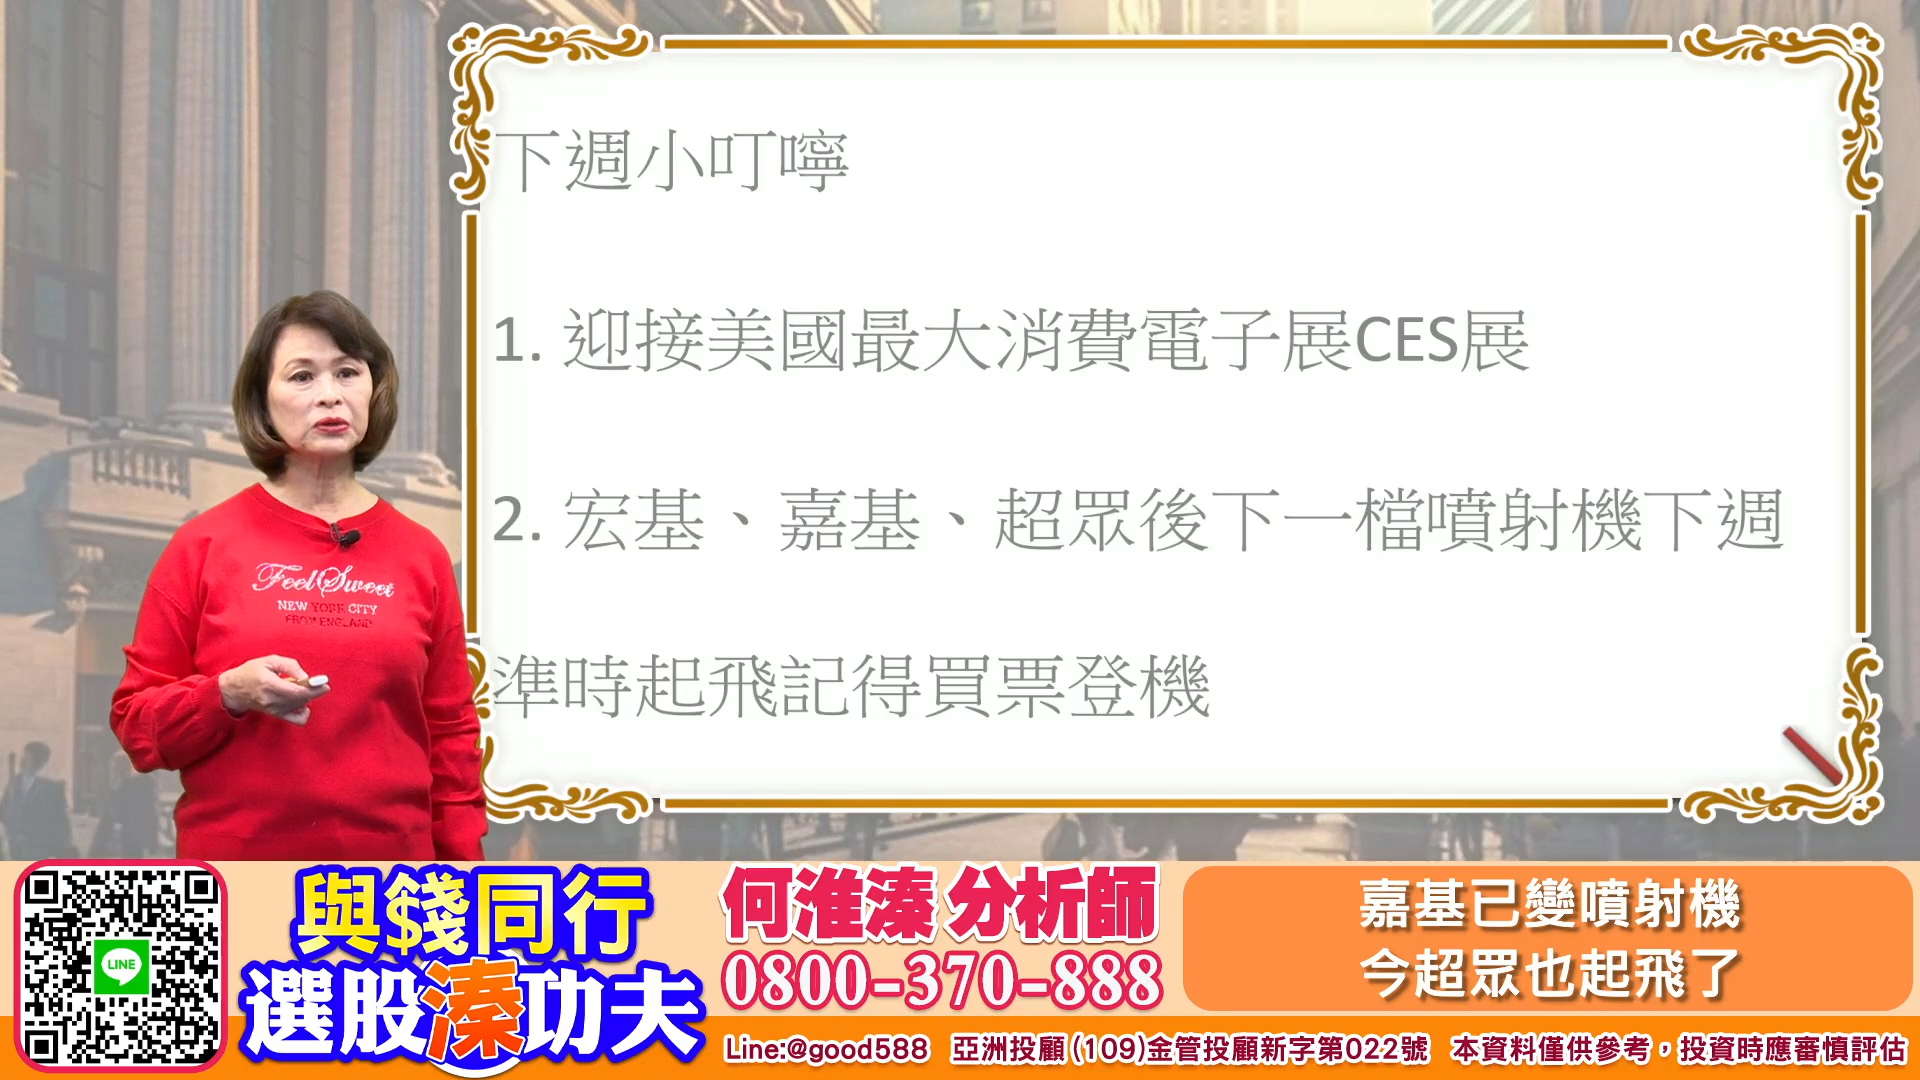 下週小叮嚀
1. 迎接美國最大消費電子展CES展
2. 宏基、嘉基、超眾後下一檔噴射機下週
準時起飛記得買票登機
Feel Sweet
NEW YORK CITY
FROM ENGLAND
LINE
與錢同行
選股溱功夫
何淮溱 分析師
0800-370-888
嘉基已變噴射機
今超眾也起飛了
Line:@good588 亞洲投顧 (109)金管投顧新字第022號 本資料僅供參考,投資時應審慎評估